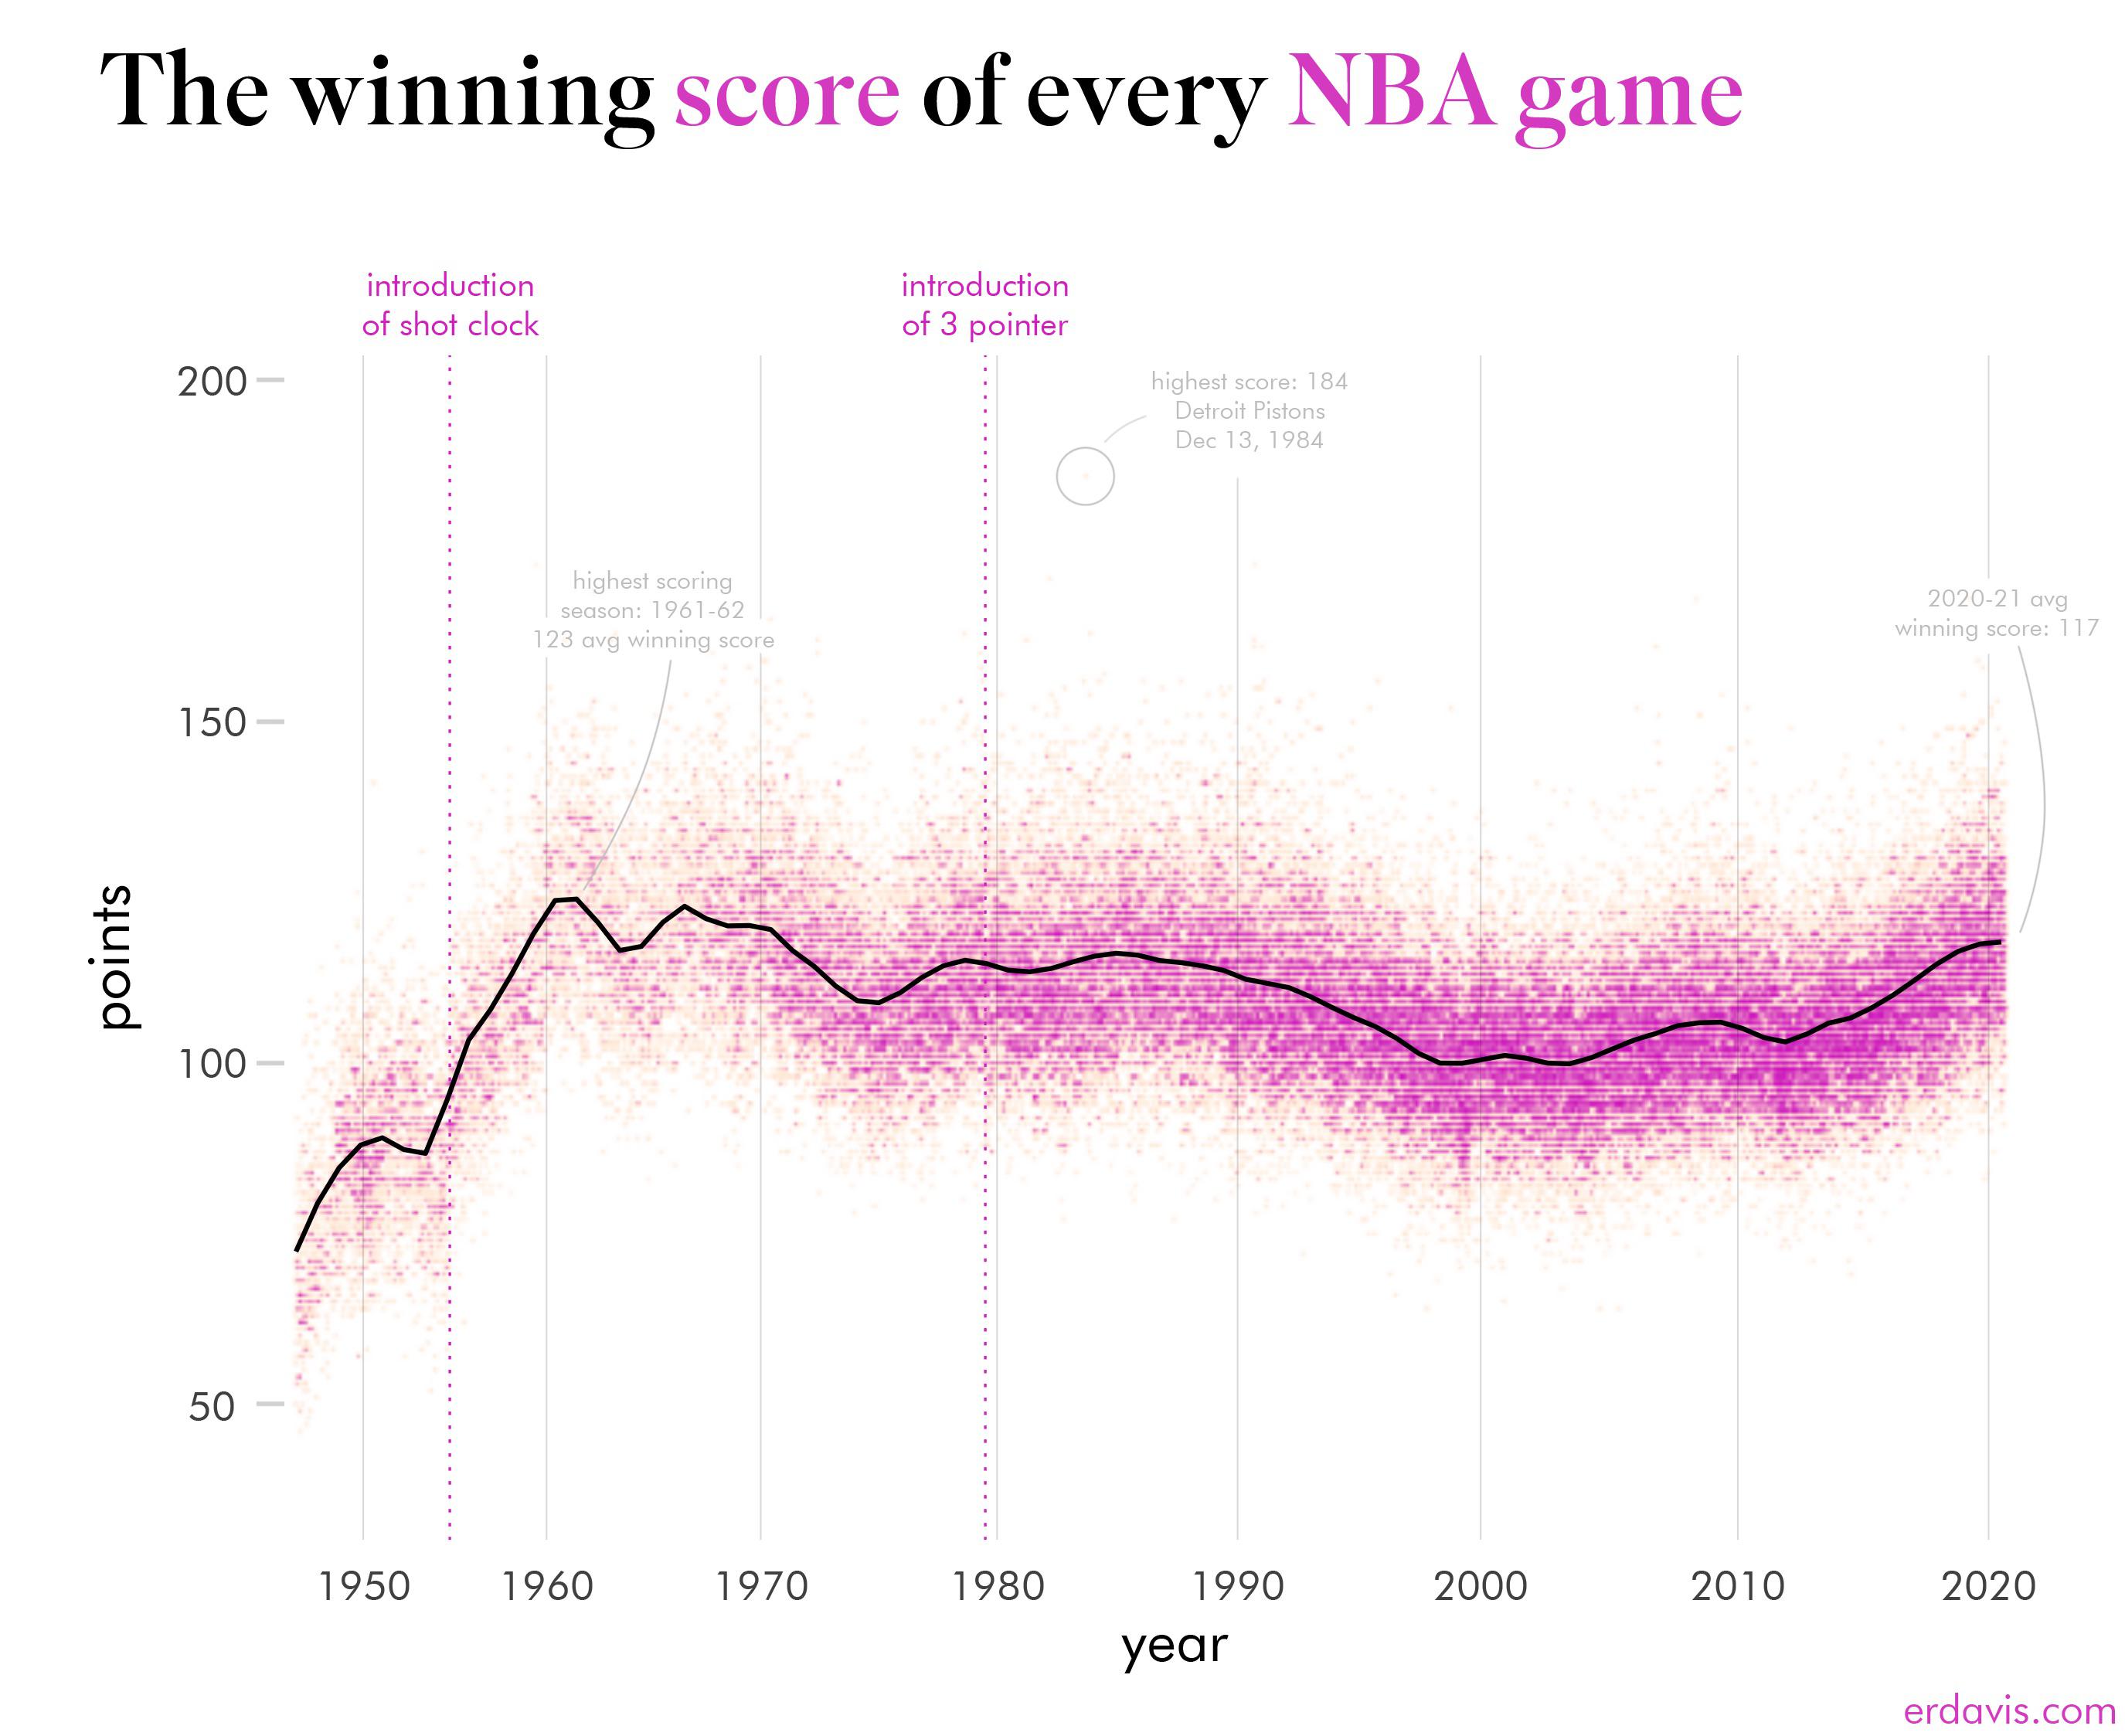 The winning score of every NBA game
introduction
of shot clock
introduction
of 3 pointer
highest score: 184
Detroit Pistons
Dec 13, 1984
highest scoring
season: 1961-62
123 avg winning score
2020-21 avg
winning score: 117
200
150
100
50
points
1950 1960 1970 1980 1990 2000 2010 2020
year
erdavis.com